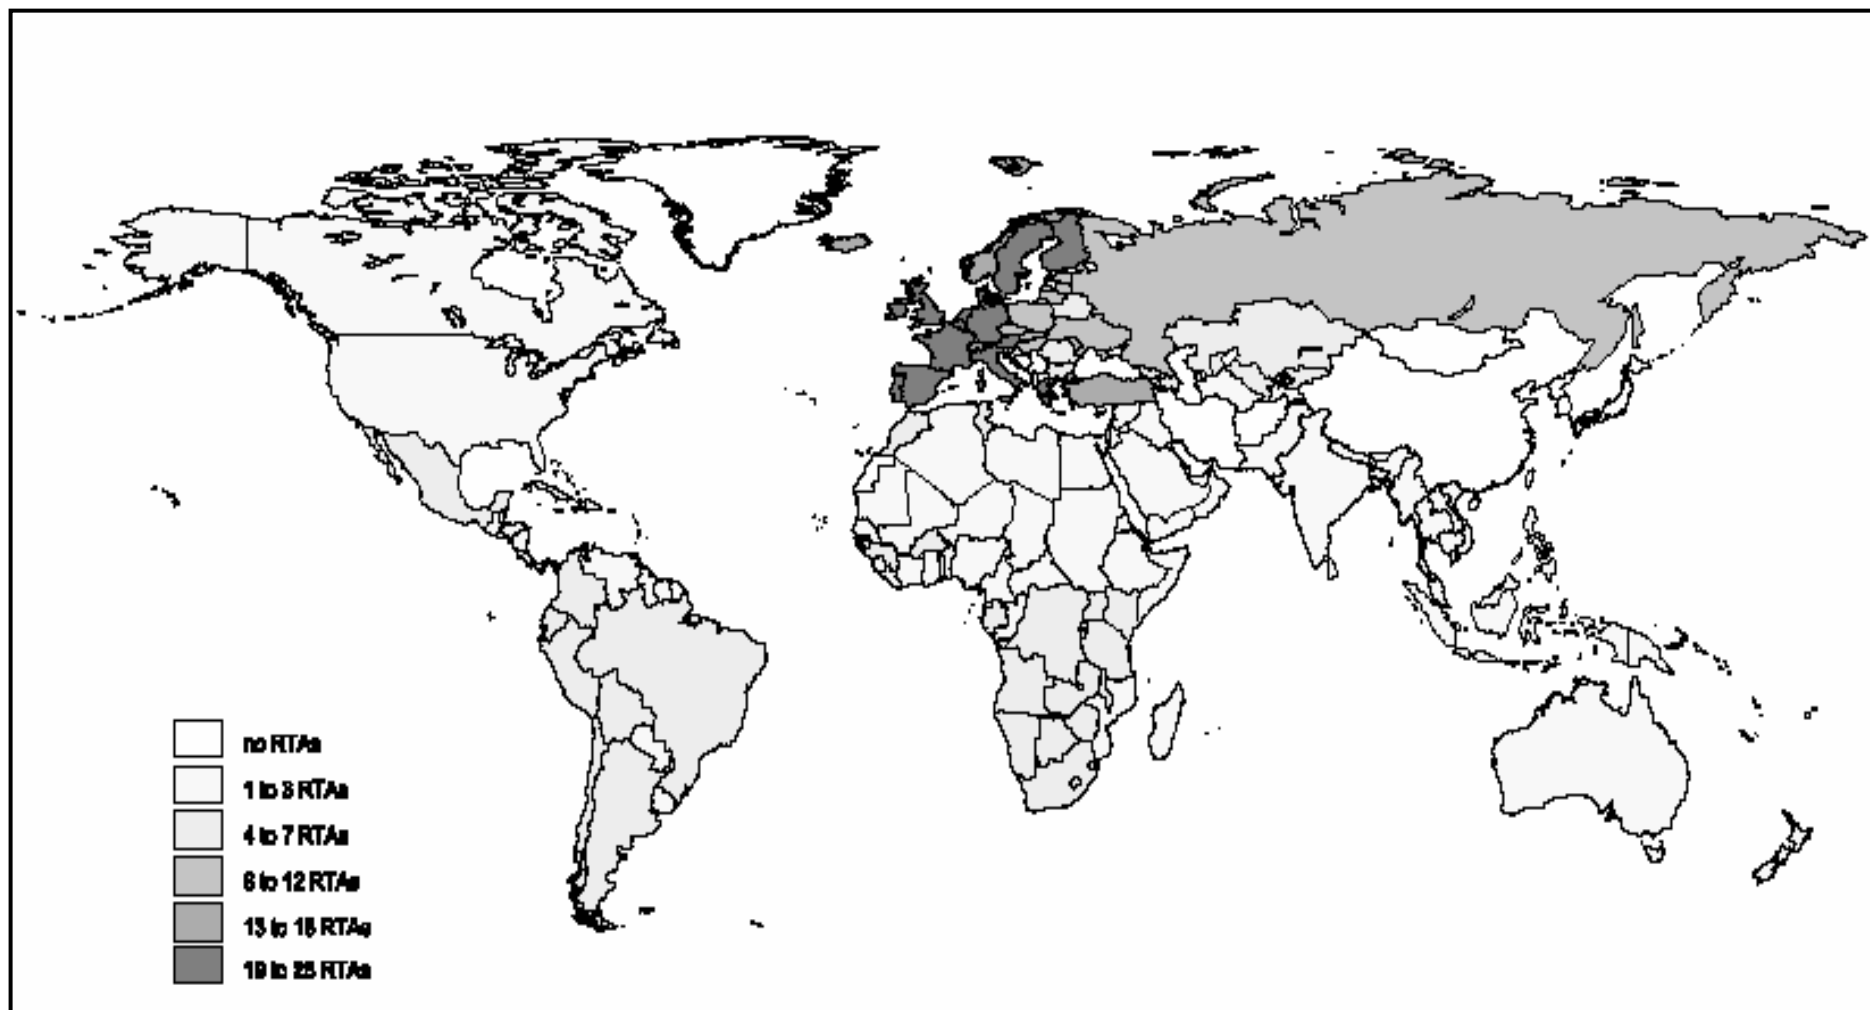 no RTAs
1 to 3 RTAs
4 to 7 RTAs
8 to 12 RTAs
13 to 18 RTAs
19 to 25 RTAs